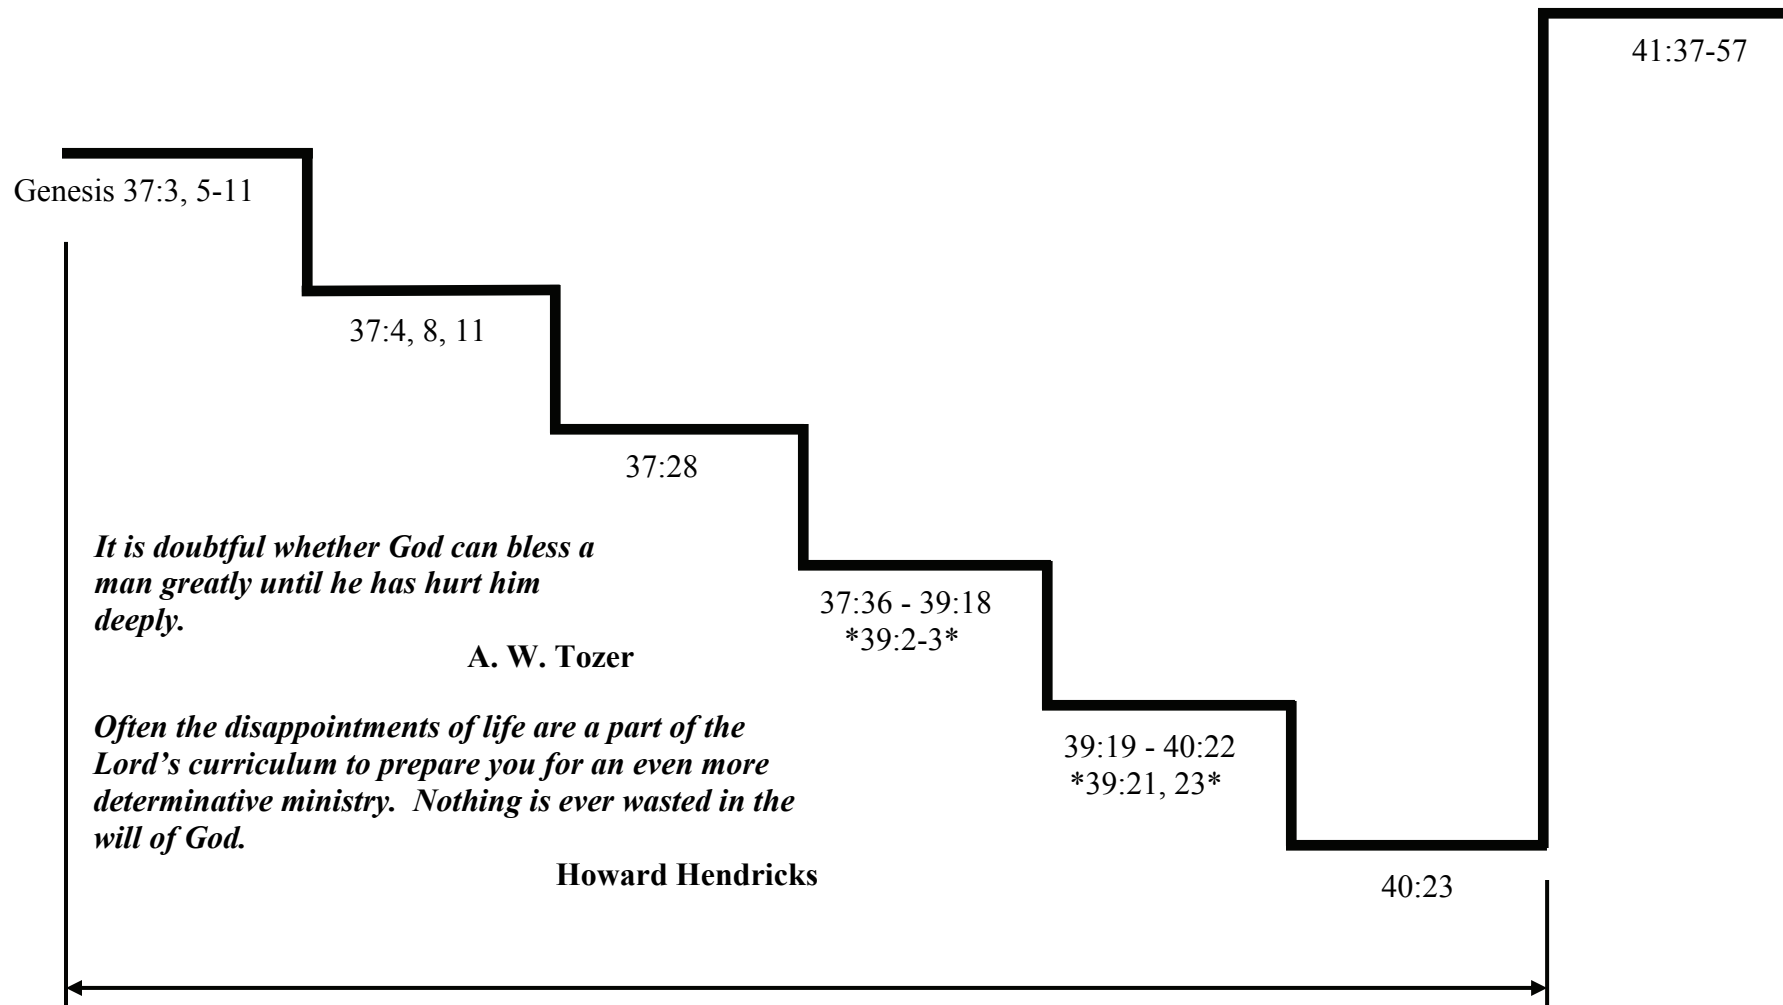 41:37-57
Genesis 37:3, 5-11
37:4, 8, 11
37:28
It is doubtful whether God can bless a
man greatly until he has hurt him
deeply.
A. W. Tozer
37:36 - 39:18
*39:2-3*
Often the disappointments of life are a part of the
Lord’s curriculum to prepare you for an even more
determinative ministry.  Nothing is ever wasted in the
will of God.
Howard Hendricks
39:19 - 40:22
*39:21, 23*
40:23